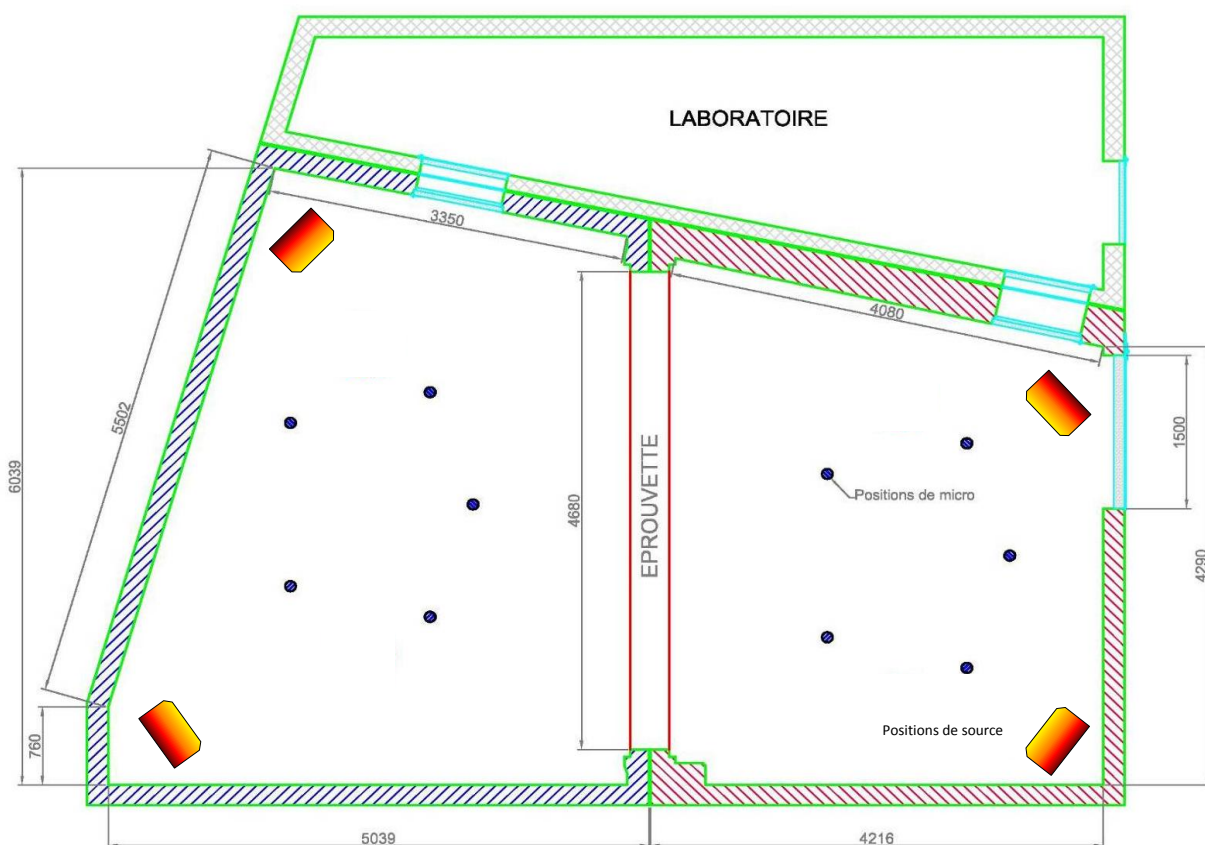 LABORATOIRE
3350
4080
5502
6039
1500
Positions de micro
4680
EPROUVETTE
4290
Positions de source
760
5039
4216